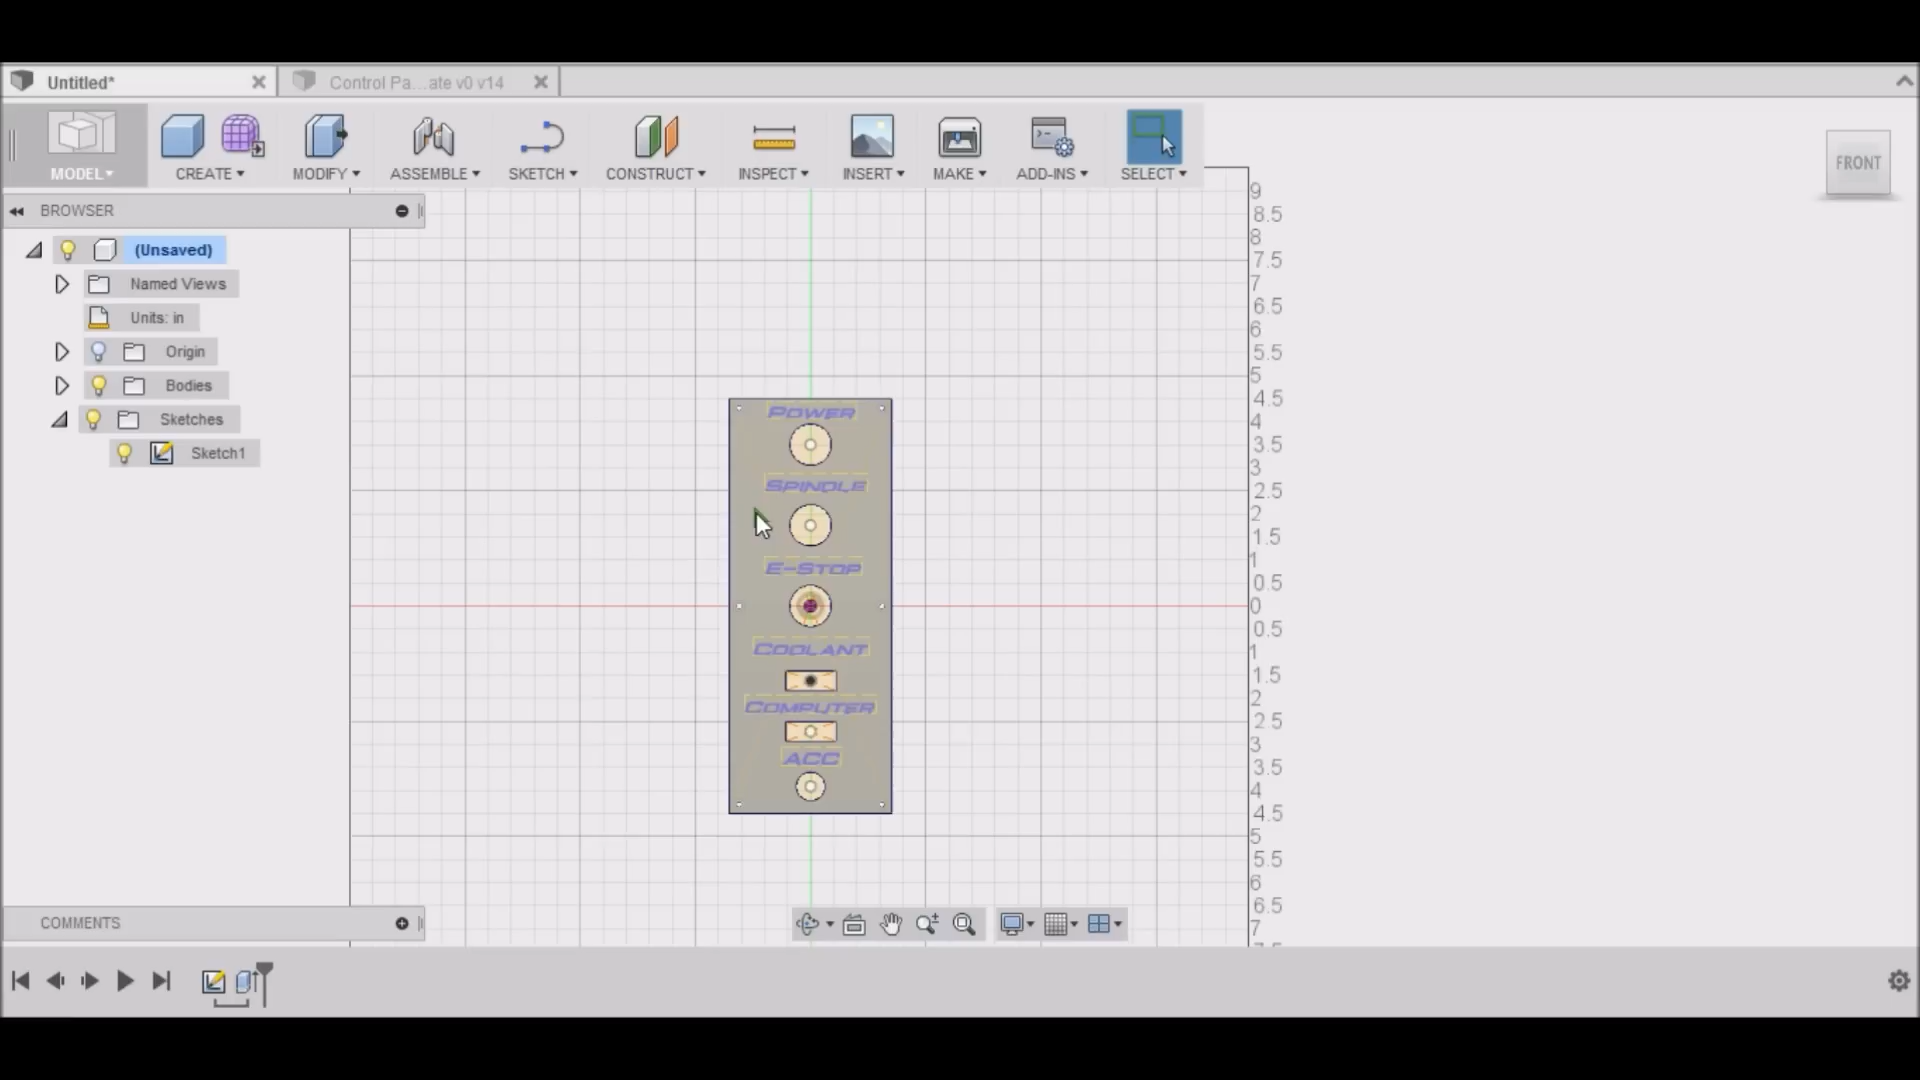 Untitled*
Control Pa...ate v0 v14
MODEL
CREATE
MODIFY
ASSEMBLE
SKETCH
CONSTRUCT
INSPECT
INSERT
MAKE
ADD-INS
SELECT
FRONT
BROWSER
(Unsaved)
Named Views
Units: in
Origin
Bodies
Sketches
Sketch1
9
8.5
8
7.5
7
6.5
6
5.5
5
4.5
4
3.5
3
2.5
2
1.5
1
0.5
0
0.5
1
1.5
2
2.5
3
3.5
4
4.5
5
5.5
6
6.5
7
POWER
SPINDLE
E-STOP
COOLANT
COMPUTER
ACC
COMMENTS